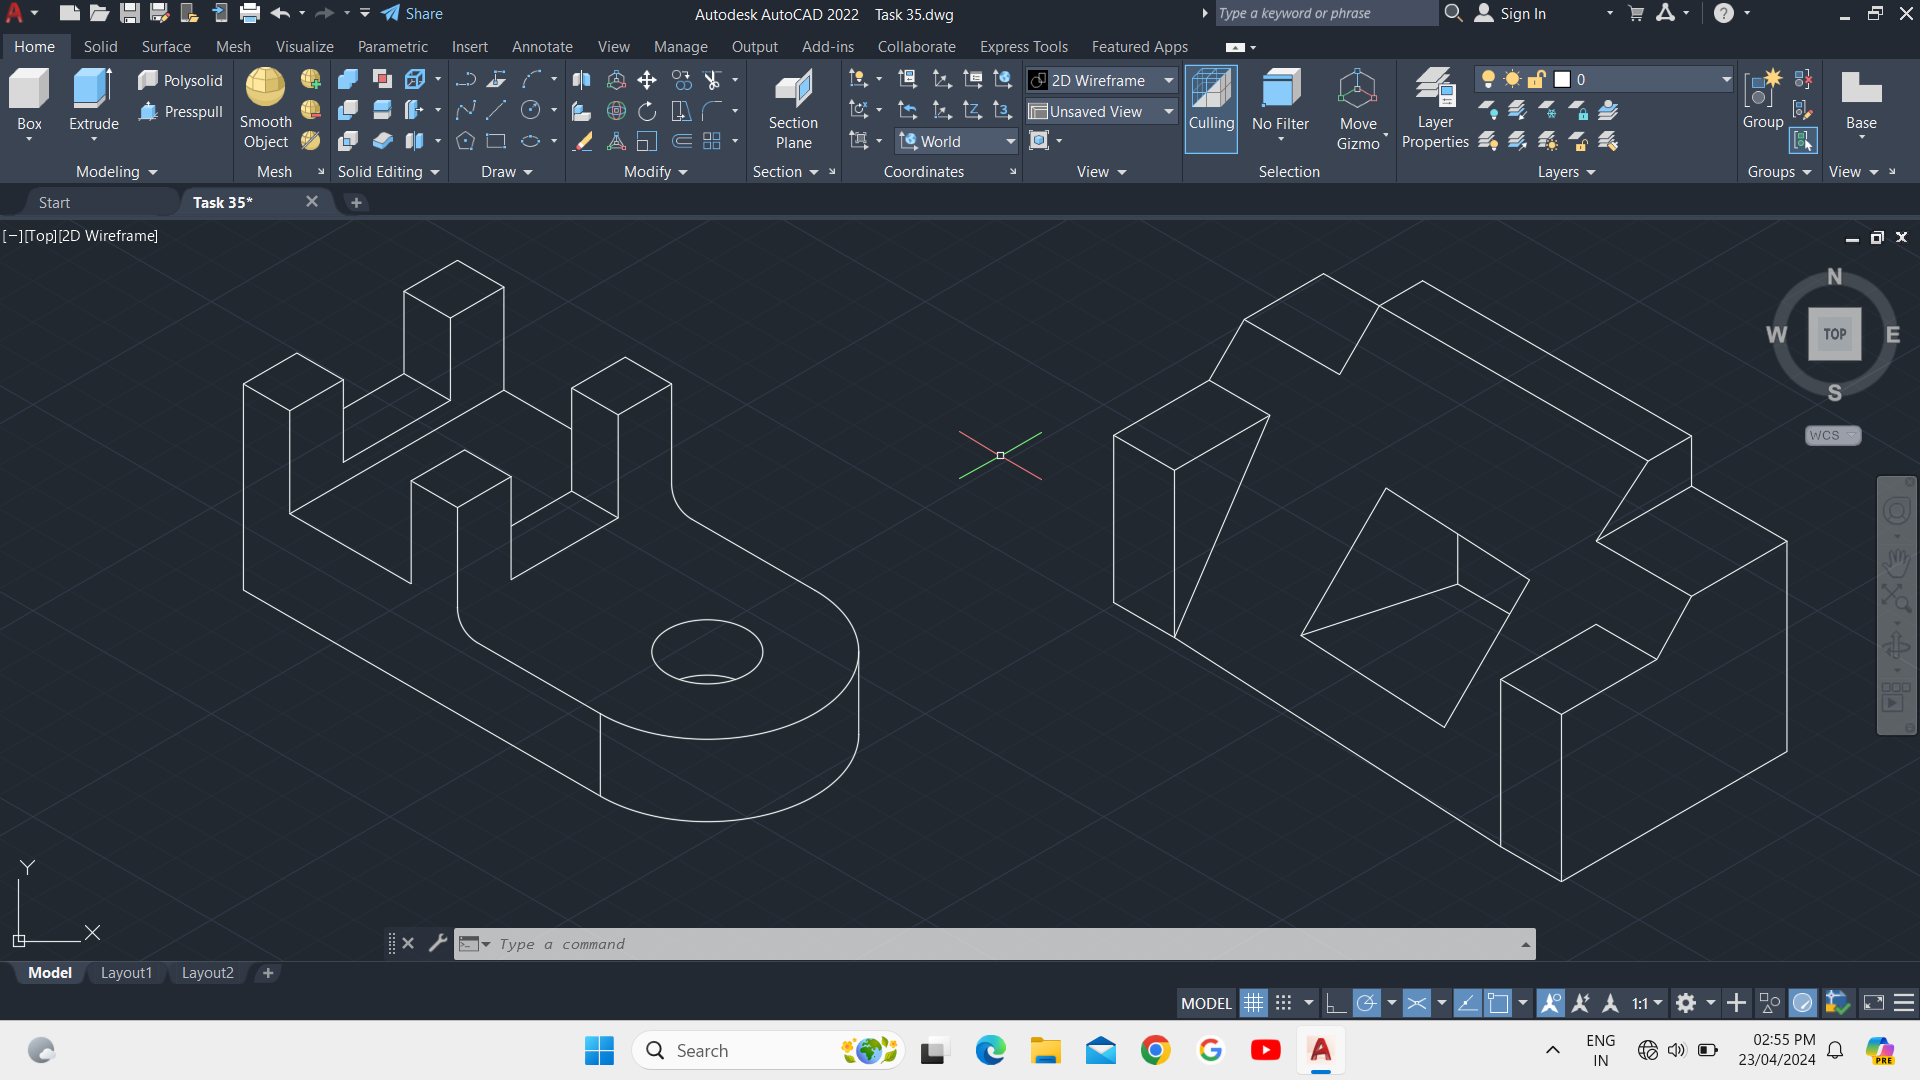 Share
Autodesk AutoCAD 2022 Task 35.dwg
Type a keyword or phrase
Sign In
Home Solid Surface Mesh Visualize Parametric Insert Annotate View Manage Output Add-ins Collaborate Express Tools Featured Apps
Box
Extrude
Polysolid
Presspull
Smooth
Object
Section
Plane
World
2D Wireframe
Unsaved View
Culling
No Filter
Move
Gizmo
Layer
Properties
0
Group
Base
Modeling Mesh Solid Editing Draw Modify Section Coordinates View Selection Layers Groups View
Start Task 35*
[−][Top][2D Wireframe]
N
W TOP E
S
WCS
Y
X
Type a command
Model Layout1 Layout2
MODEL 1:1
Search
ENG
IN
02:55 PM
23/04/2024
PRE